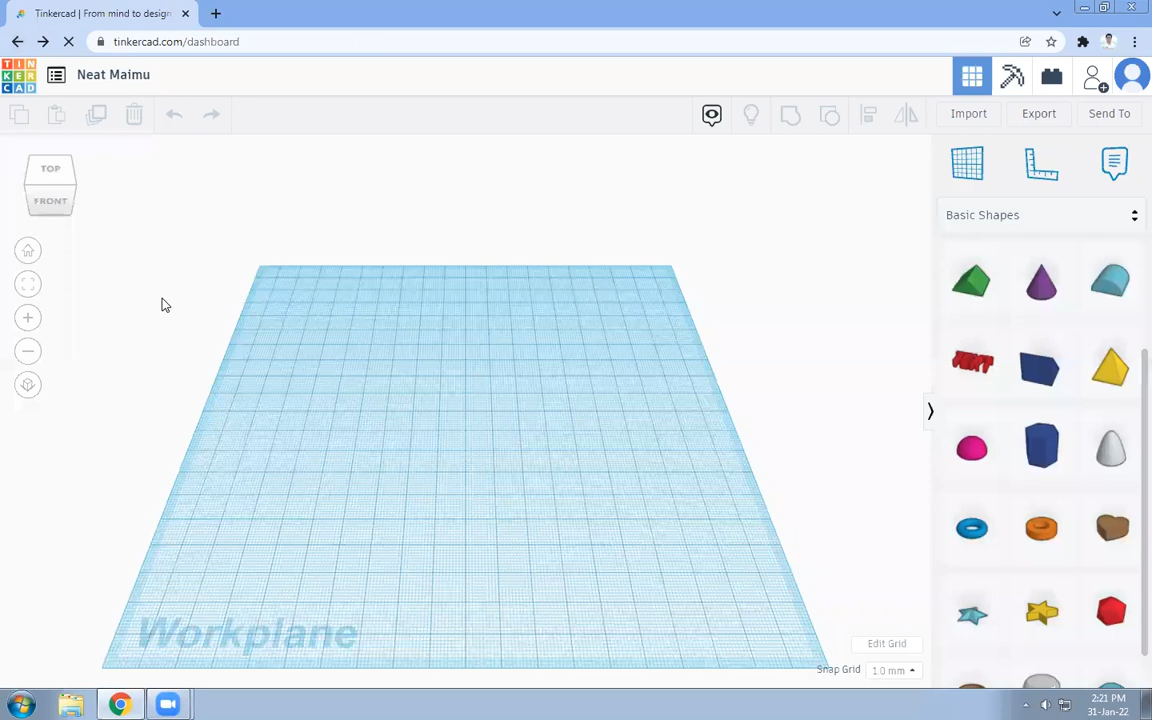 Tinkercad | From mind to design
tinkercad.com/dashboard
TIN
KER
CAD
Neat Maimu
Import
Export
Send To
TOP
FRONT
Basic Shapes
Workplane
Edit Grid
Snap Grid
1.0 mm
2:21 PM
31-Jan-22